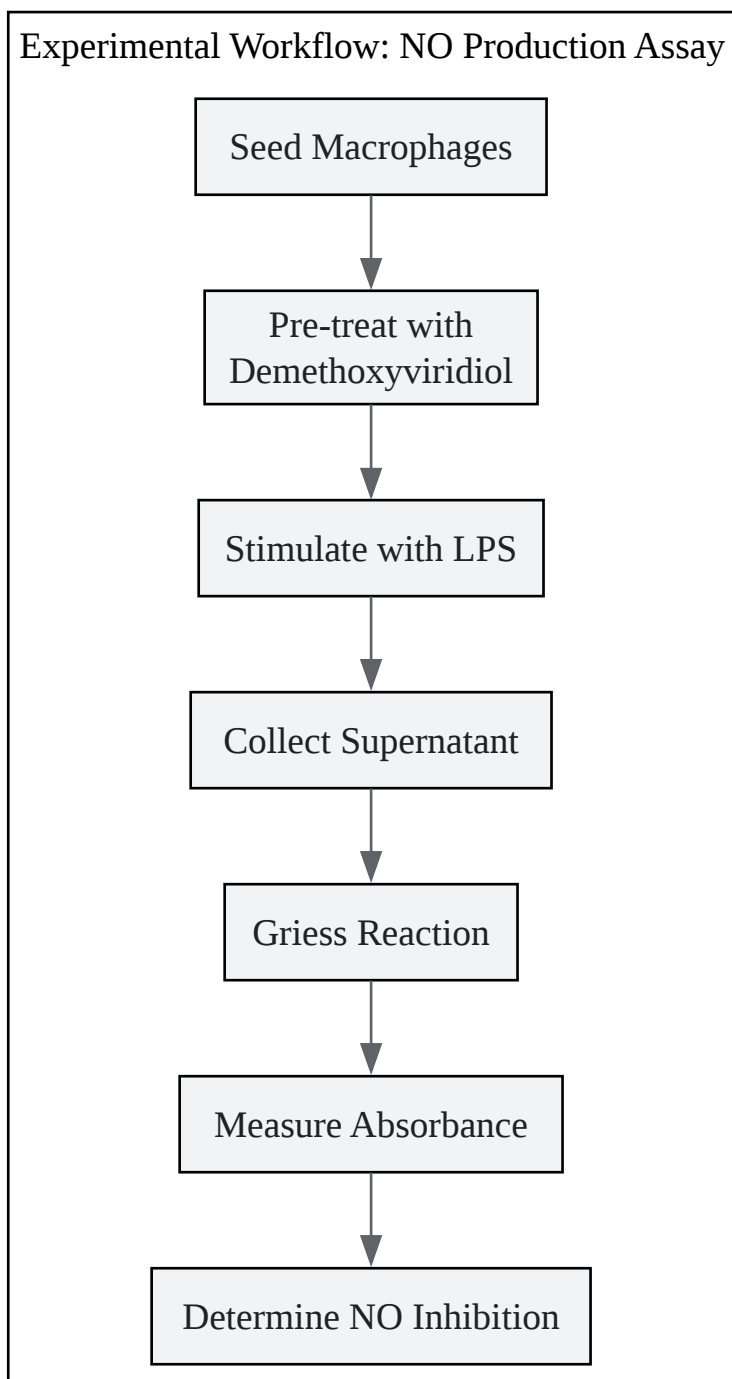 Experimental Workflow: NO Production Assay
Seed Macrophages
Pre-treat with
Demethoxyviridiol
Stimulate with LPS
Collect Supernatant
Griess Reaction
Measure Absorbance
Determine NO Inhibition